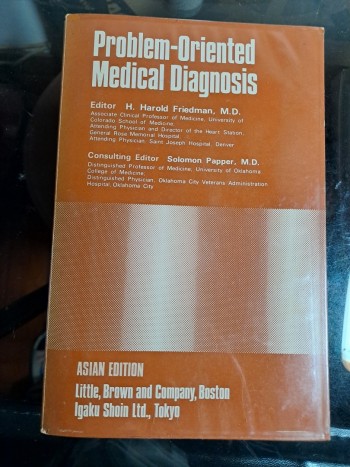 Problem-Oriented
Medical Diagnosis
Editor H. Harold Friedman, M.D.
Associate Clinical Professor of Medicine, University of
Colorado School of Medicine;
Attending Physician and Director of the Heart Station,
General Rose Memorial Hospital;
Attending Physician, Saint Joseph Hospital, Denver
Consulting Editor Solomon Papper, M.D.
Distinguished Professor of Medicine, University of Oklahoma
College of Medicine;
Distinguished Physician, Oklahoma City Veterans Administration
Hospital, Oklahoma City
ASIAN EDITION
Little, Brown and Company, Boston
Igaku Shoin Ltd., Tokyo